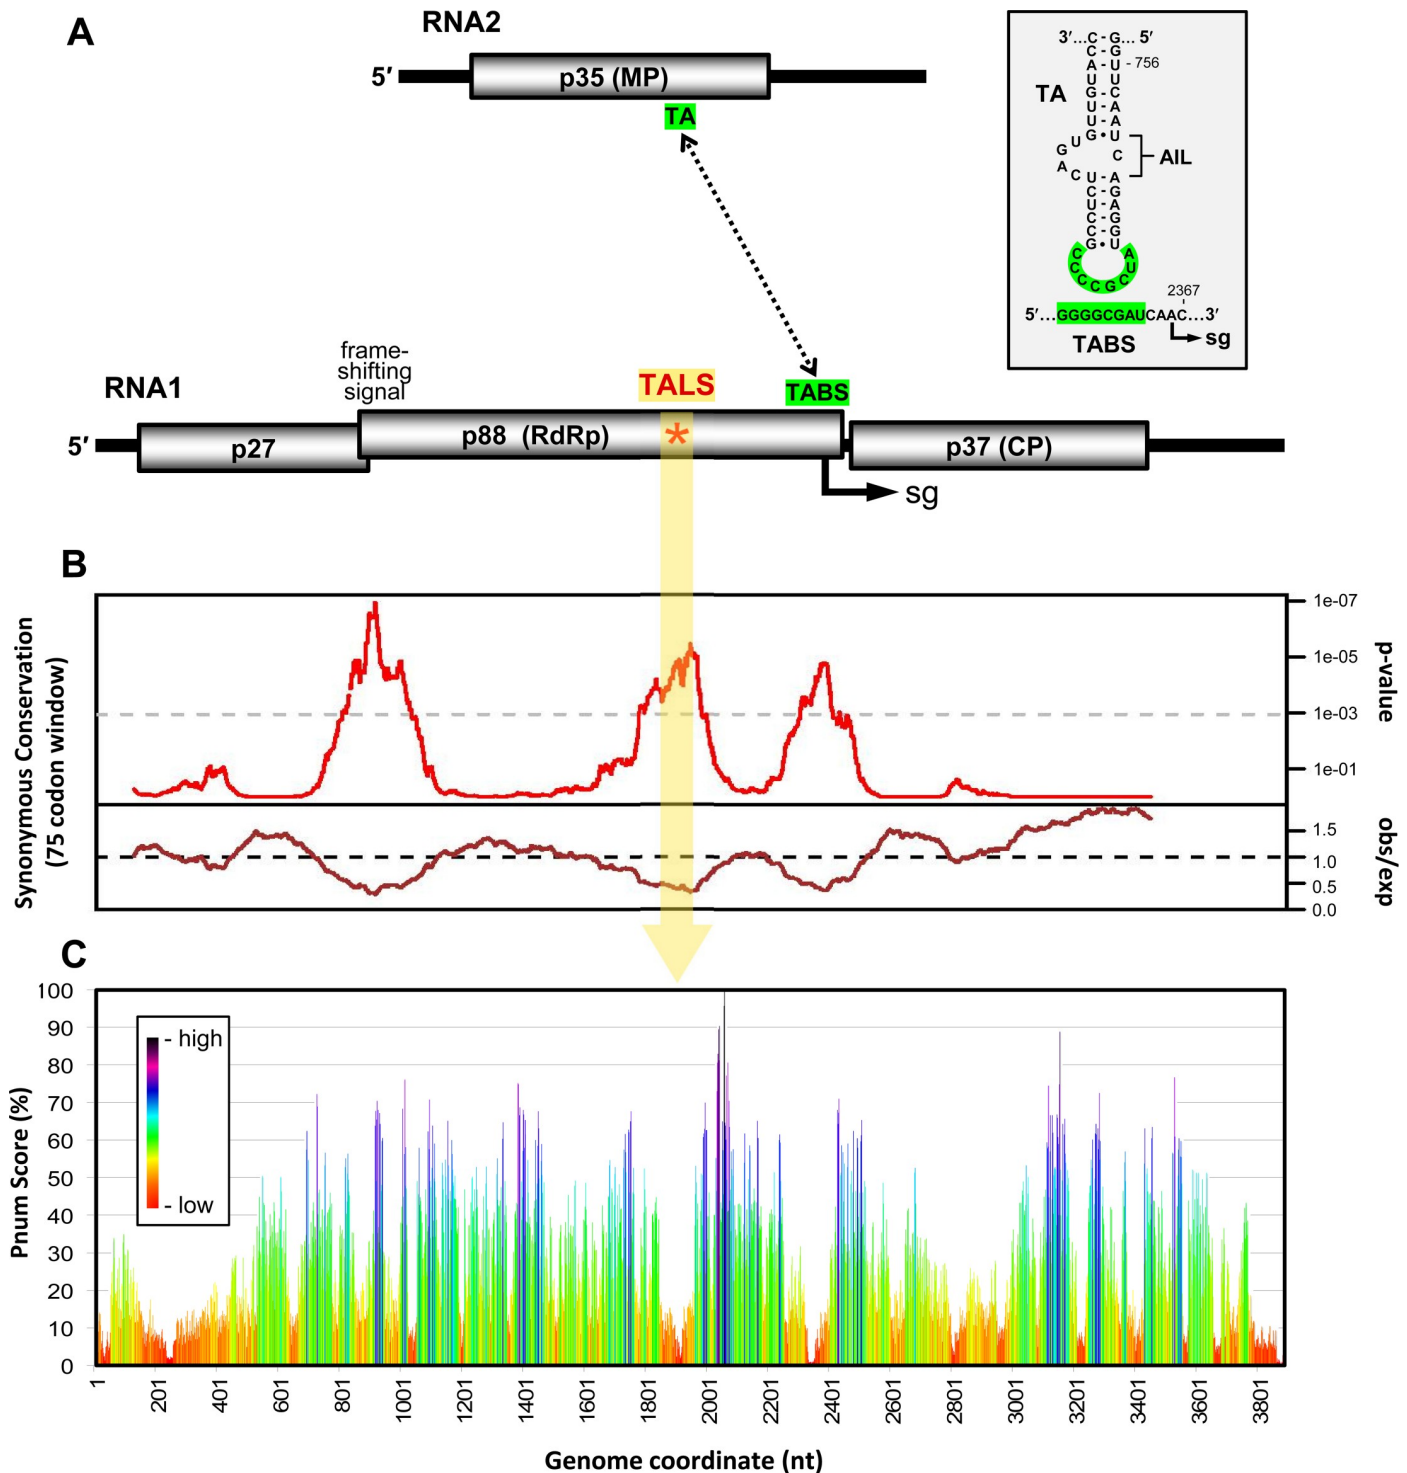 A
RNA2
5′
p35 (MP)
TA
3′...C - G... 5′
C - G
A - U - 756
C - U
U - U
G - C
U - A
U - A
G • U
TA
U
G
A
C
C
AIL
U - A
C - G
U - A
C - G
C - G
G • U
C
C
C
C
C
G
C
U
A
2367
5′...GGGGCGAUCAAC...3′
TABS
sg
frame-
shifting
signal
RNA1
TALS
TABS
5′
p27
p88 (RdRp)
*
p37 (CP)
sg
B
Synonymous Conservation
(75 codon window)
1e-07
1e-05
1e-03
1e-01
p-value
1.5
1.0
0.5
0.0
obs/exp
C
Pnum Score (%)
100
90
80
70
60
50
40
30
20
10
0
- high
- low
1
201
401
601
801
1001
1201
1401
1601
1801
2001
2201
2401
2601
2801
3001
3201
3401
3601
3801
Genome coordinate (nt)